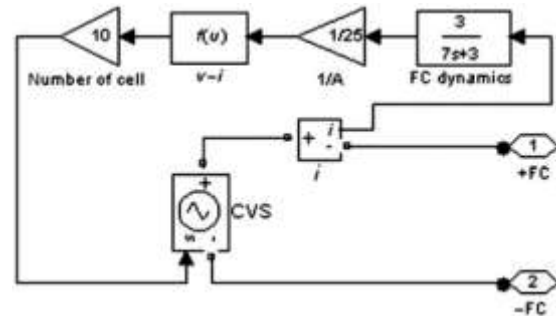 10
f(u)
1/25
3
7s+3
Number of cell
v-i
1/A
FC dynamics
+
i
-
1
i
+FC
+
CVS
s
-
2
-FC